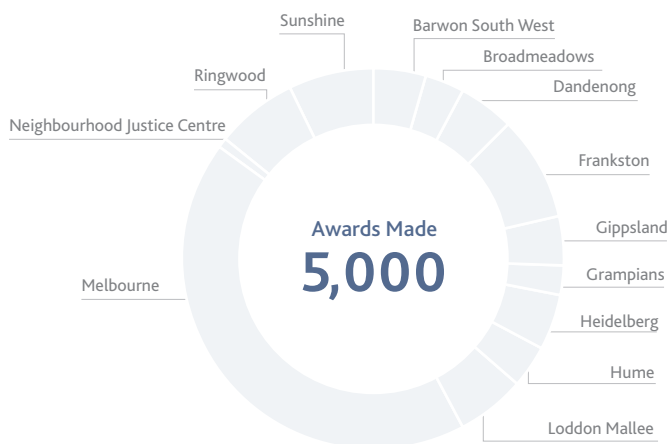 Sunshine
Barwon South West
Broadmeadows
Ringwood
Dandenong
Neighbourhood Justice Centre
Frankston
Awards Made
5,000
Gippsland
Grampians
Melbourne
Heidelberg
Hume
Loddon Mallee